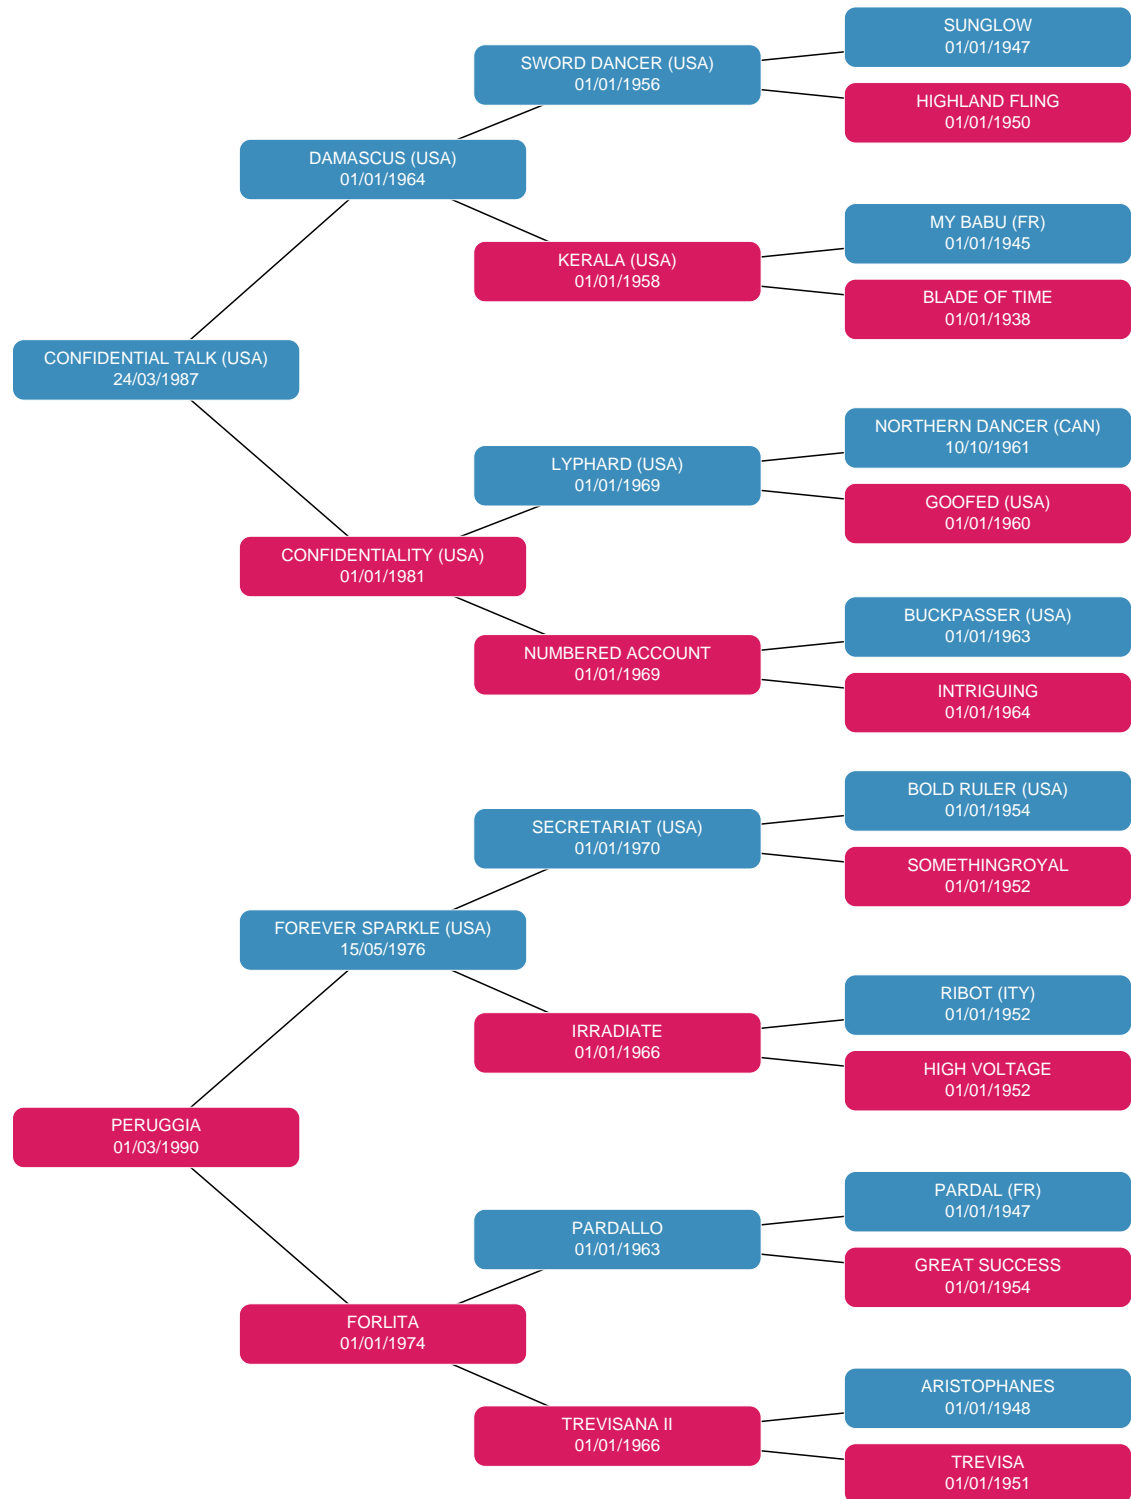 SUNGLOW
01/01/1947
SWORD DANCER (USA)
01/01/1956
HIGHLAND FLING
01/01/1950
DAMASCUS (USA)
01/01/1964
MY BABU (FR)
01/01/1945
KERALA (USA)
01/01/1958
BLADE OF TIME
01/01/1938
CONFIDENTIAL TALK (USA)
24/03/1987
NORTHERN DANCER (CAN)
10/10/1961
LYPHARD (USA)
01/01/1969
GOOFED (USA)
01/01/1960
CONFIDENTIALITY (USA)
01/01/1981
BUCKPASSER (USA)
01/01/1963
NUMBERED ACCOUNT
01/01/1969
INTRIGUING
01/01/1964
BOLD RULER (USA)
01/01/1954
SECRETARIAT (USA)
01/01/1970
SOMETHINGROYAL
01/01/1952
FOREVER SPARKLE (USA)
15/05/1976
RIBOT (ITY)
01/01/1952
IRRADIATE
01/01/1966
HIGH VOLTAGE
01/01/1952
PERUGGIA
01/03/1990
PARDAL (FR)
01/01/1947
PARDALLO
01/01/1963
GREAT SUCCESS
01/01/1954
FORLITA
01/01/1974
ARISTOPHANES
01/01/1948
TREVISANA II
01/01/1966
TREVISA
01/01/1951